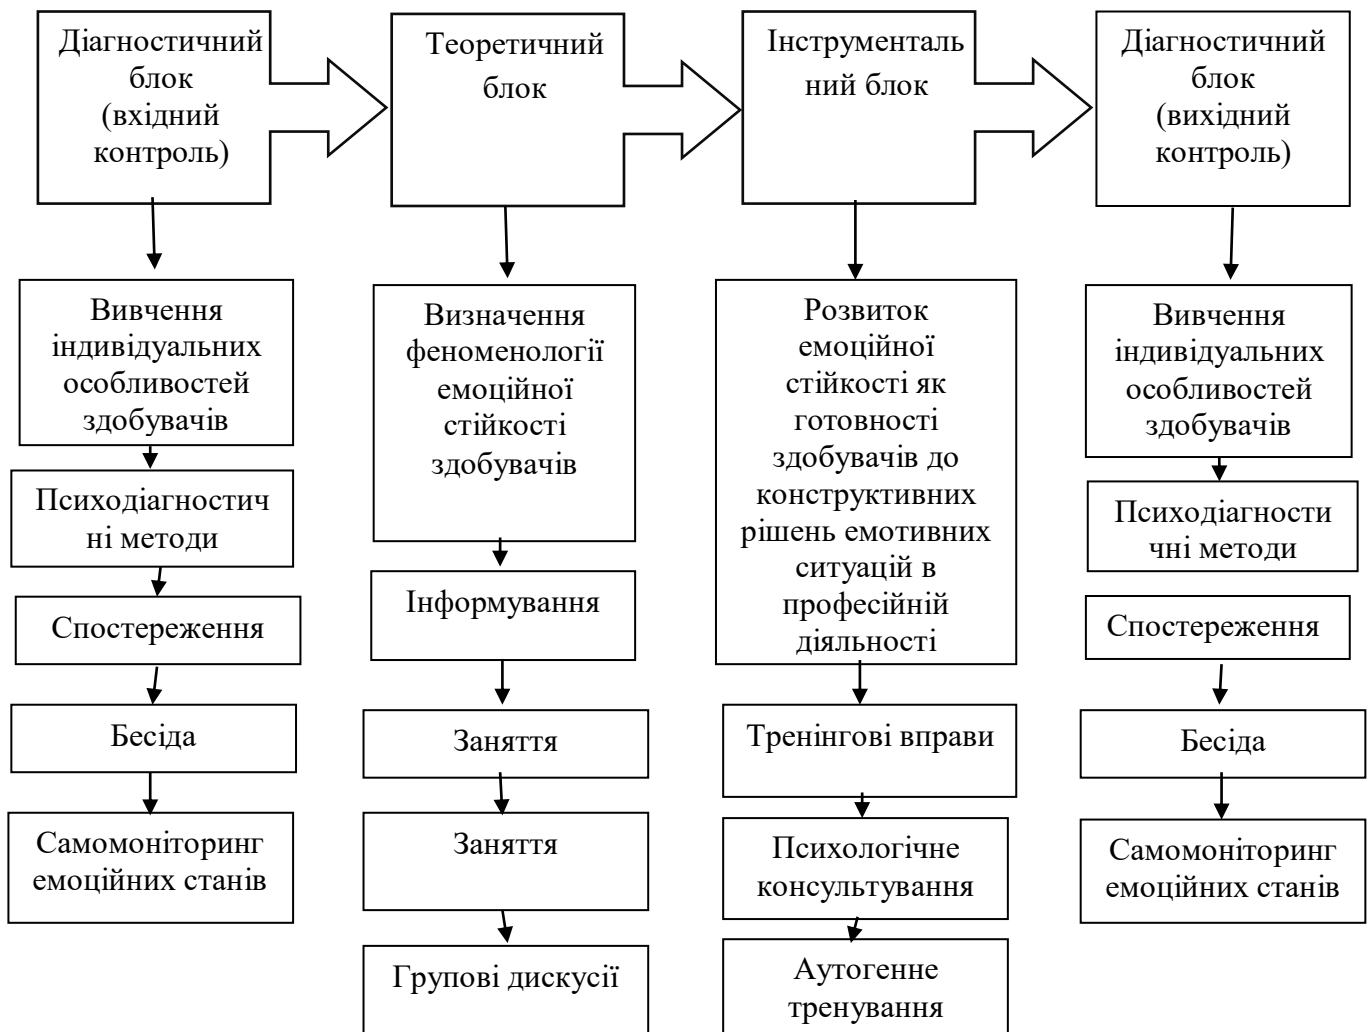 Діагностичний
блок
(вхідний
контроль)
Теоретичний
блок
Інструменталь
ний блок
Діагностичний
блок
(вихідний
контроль)
Вивчення
індивідуальних
особливостей
здобувачів
Визначення
феноменології
емоційної
стійкості
здобувачів
Розвиток
емоційної
стійкості як
готовності
здобувачів до
конструктивних
рішень емотивних
ситуацій в
професійній
діяльності
Вивчення
індивідуальних
особливостей
здобувачів
Психодіагностич
ні методи
Інформування
Психодіагности
чні методи
Спостереження
Спостереження
Бесіда
Заняття
Тренінгові вправи
Бесіда
Самомоніторинг
емоційних станів
Заняття
Психологічне
консультування
Самомоніторинг
емоційних станів
Групові дискусії
Аутогенне
тренування